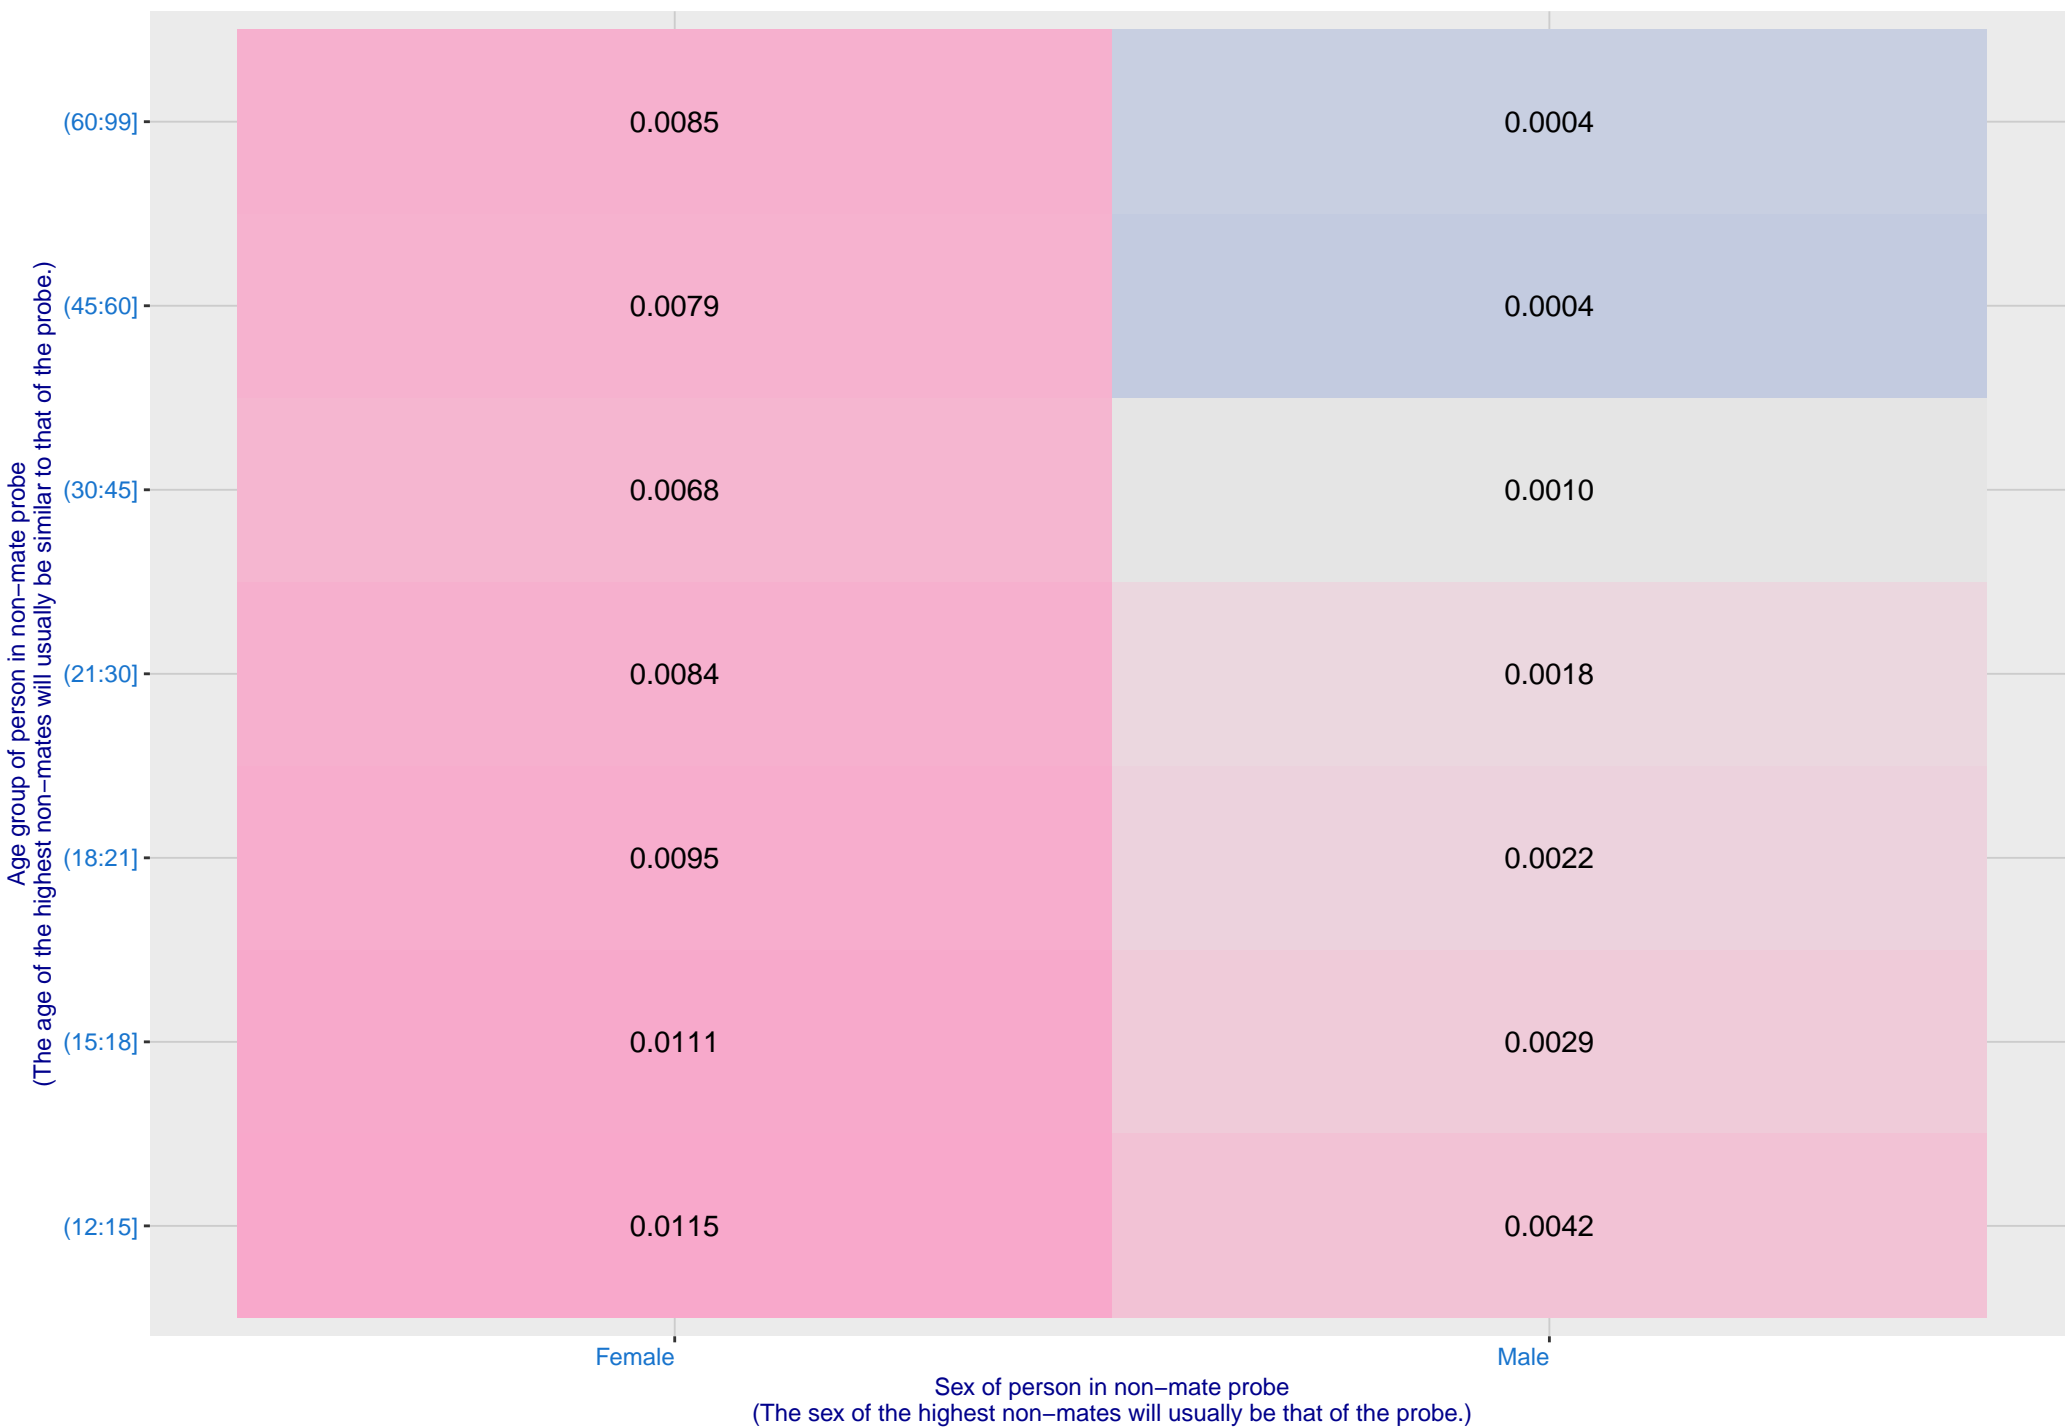 Age group of person in non−mate probe
(The age of the highest non−mates will usually be similar to that of the probe.)
(60:99] 0.0085 0.0004
(45:60] 0.0079 0.0004
(30:45] 0.0068 0.0010
(21:30] 0.0084 0.0018
(18:21] 0.0095 0.0022
(15:18] 0.0111 0.0029
(12:15] 0.0115 0.0042
Female Male
Sex of person in non−mate probe
(The sex of the highest non−mates will usually be that of the probe.)